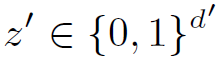 z′ ∈ {0, 1}^{d′}